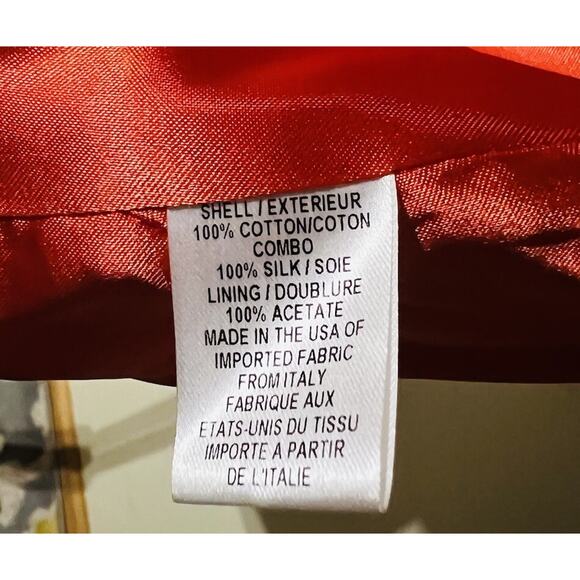 SHELL / EXTERIEUR
100% COTTON/COTON
COMBO
100% SILK / SOIE
LINING / DOUBLURE
100% ACETATE
MADE IN THE USA OF
IMPORTED FABRIC
FROM ITALY
FABRIQUE AUX
ETATS-UNIS DU TISSU
IMPORTE A PARTIR
DE L'ITALIE